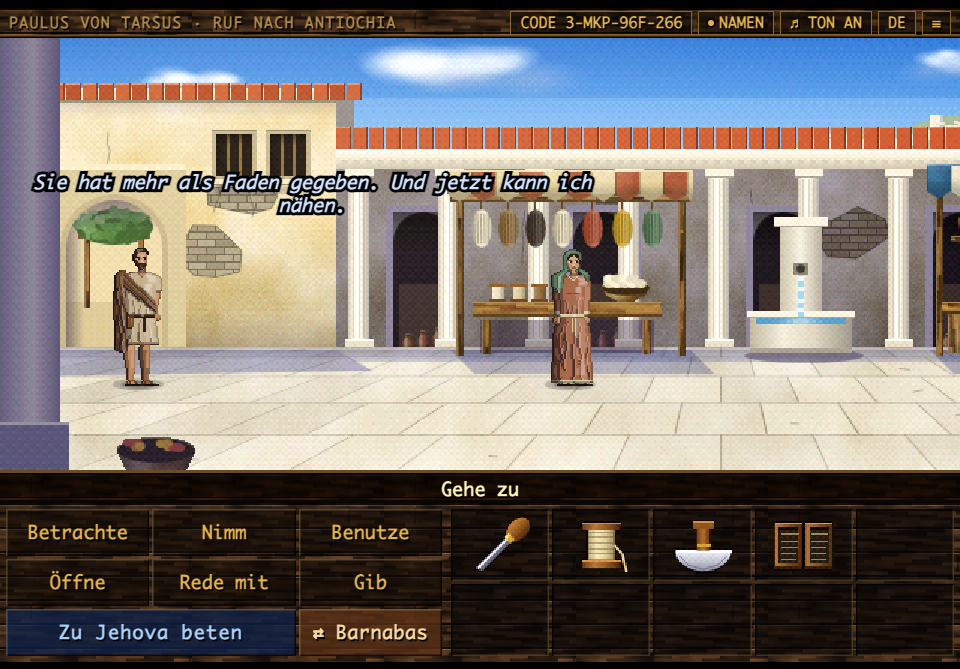 PAULUS VON TARSUS · RUF NACH ANTIOCHIA
CODE 3-MKP-96F-266
• NAMEN
♬ TON AN
DE
≡
Sie hat mehr als Faden gegeben. Und jetzt kann ich
nähen.
Gehe zu
Betrachte
Nimm
Benutze
Öffne
Rede mit
Gib
Zu Jehova beten
⇄ Barnabas